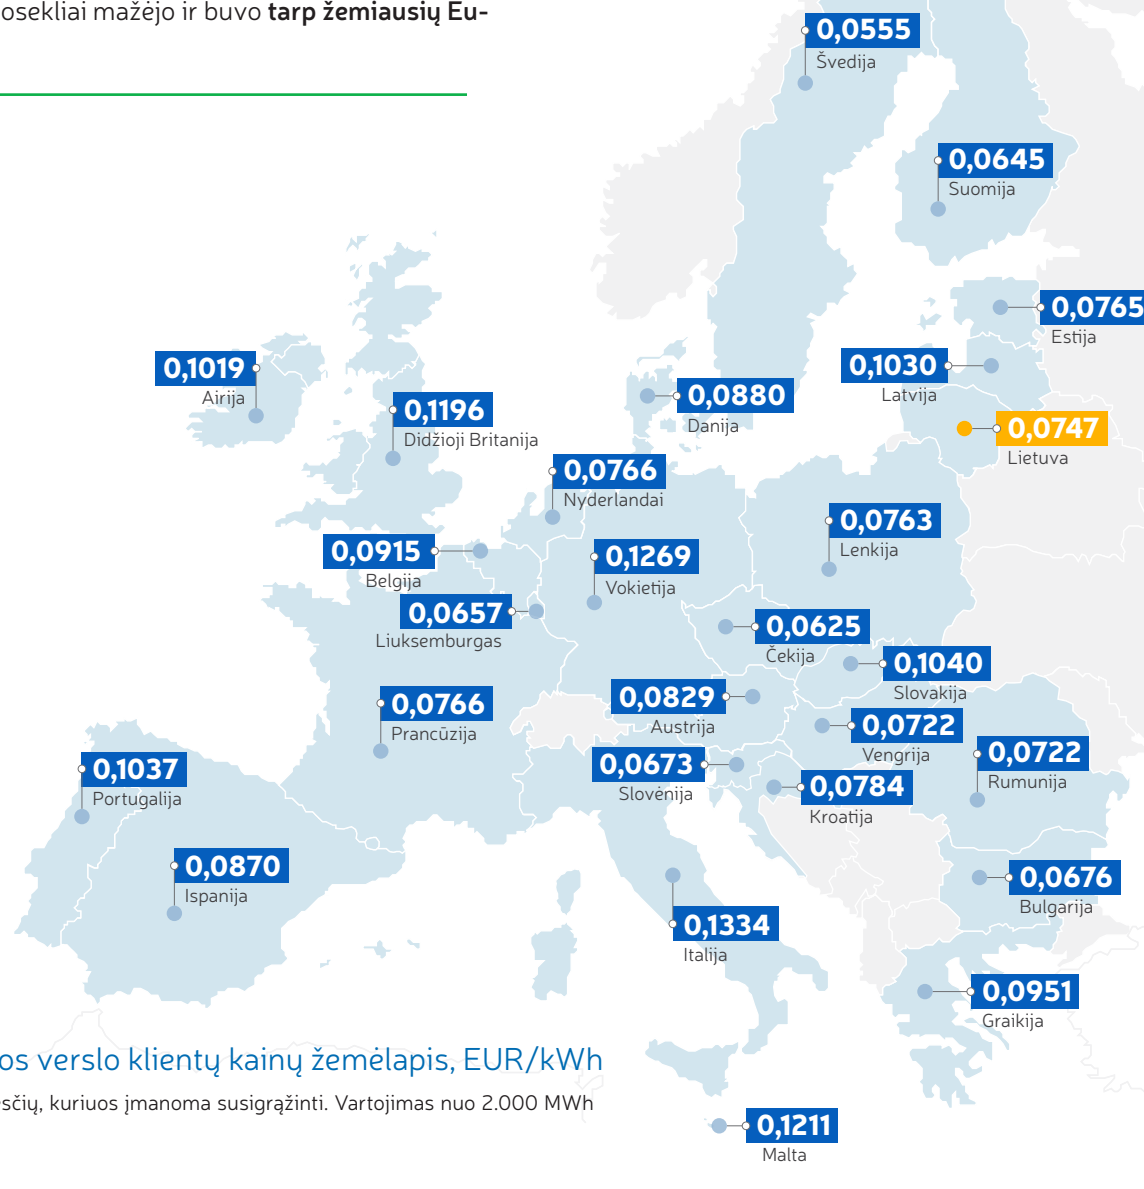 osekliai mažėjo ir buvo tarp žemiausių Eu-
0,0555
Švedija
0,0645
Suomija
0,0765
Estija
0,1019
Airija
0,1030
Latvija
0,1196
Didžioji Britanija
0,0880
Danija
0,0747
Lietuva
0,0766
Nyderlandai
0,0763
Lenkija
0,0915
Belgija
0,1269
Vokietija
0,0657
Liuksemburgas
0,0625
Čekija
0,1040
Slovakija
0,0829
Austrija
0,0766
Prancūzija
0,0722
Vengrija
0,0722
Rumunija
0,1037
Portugalija
0,0673
Slovėnija
0,0784
Kroatija
0,0870
Ispanija
0,0676
Bulgarija
0,1334
Italija
0,0951
Graikija
os verslo klientų kainų žemėlapis, EUR/kWh
sčių, kuriuos įmanoma susigrąžinti. Vartojimas nuo 2.000 MWh
0,1211
Malta